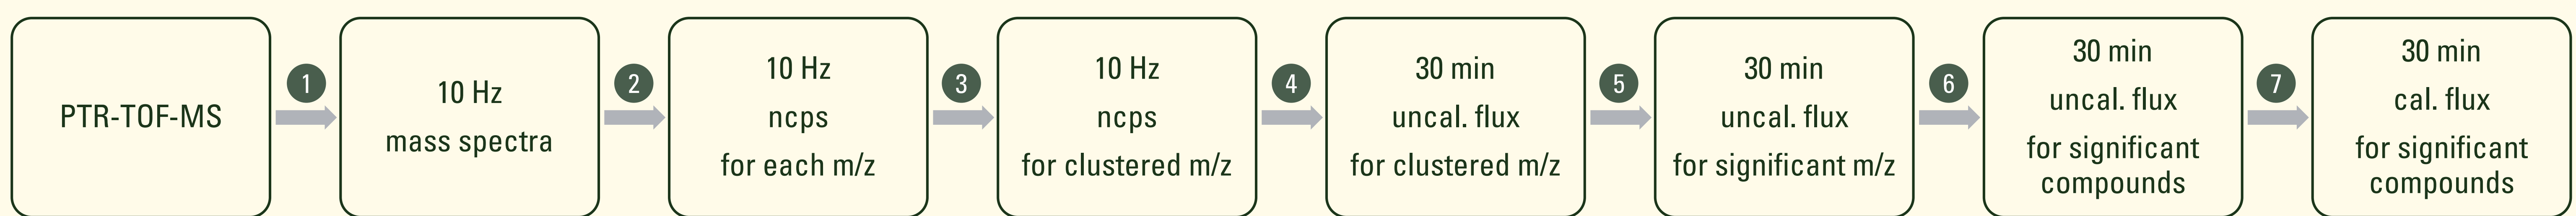 PTR-TOF-MS
1
10 Hz
mass spectra
2
10 Hz
ncps
for each m/z
3
10 Hz
ncps
for clustered m/z
4
30 min
uncal. flux
for clustered m/z
5
30 min
uncal. flux
for significant m/z
6
30 min
uncal. flux
for significant
compounds
7
30 min
cal. flux
for significant
compounds